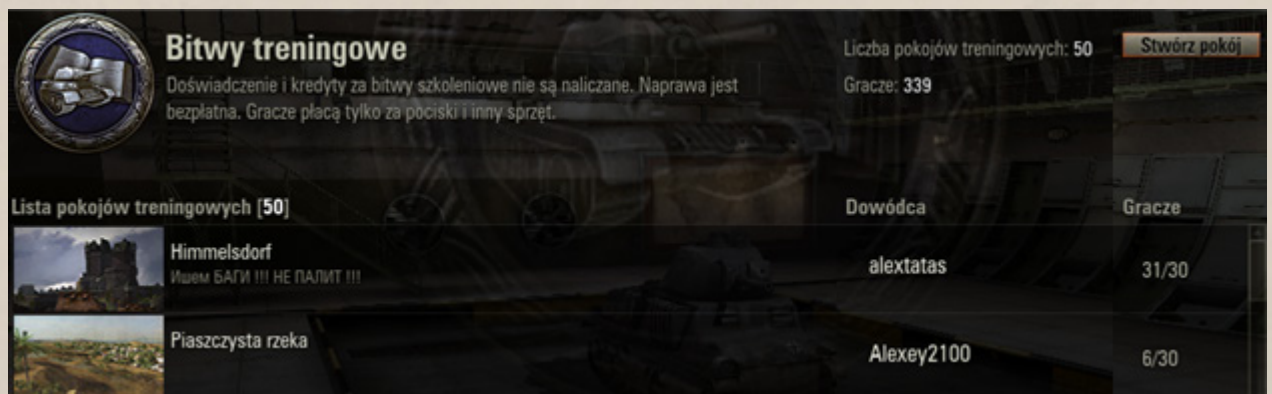 Bitwy treningowe
Doświadczenie i kredyty za bitwy szkoleniowe nie są naliczane. Naprawa jest
bezpłatna. Gracze płacą tylko za pociski i inny sprzęt.
Liczba pokojów treningowych: 50
Gracze: 339
Stwórz pokój
Lista pokojów treningowych [50]
Dowódca
Gracze
Himmelsdorf
Ишем БАГИ !!! НЕ ПАЛИТ !!!
alextatas
31/30
Piaszczysta rzeka
Alexey2100
6/30